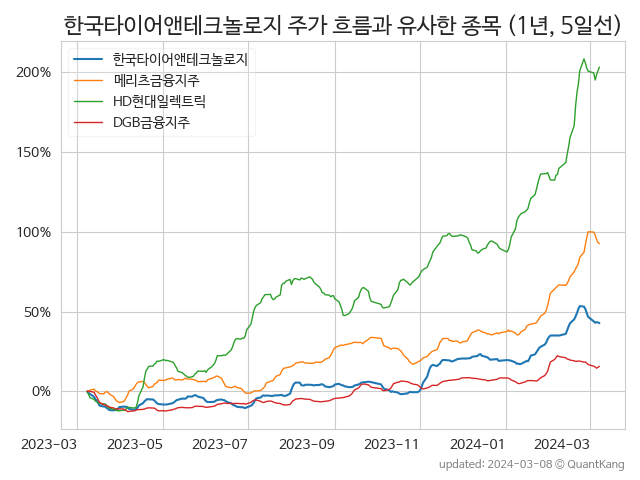 한국타이어앤테크놀로지 주가 흐름과 유사한 종목 (1년, 5일선)
한국타이어앤테크놀로지
메리츠금융지주
HD현대일렉트릭
DGB금융지주
200%
150%
100%
50%
0%
2023-03 2023-05 2023-07 2023-09 2023-11 2024-01 2024-03
updated: 2024-03-08 © QuantKang